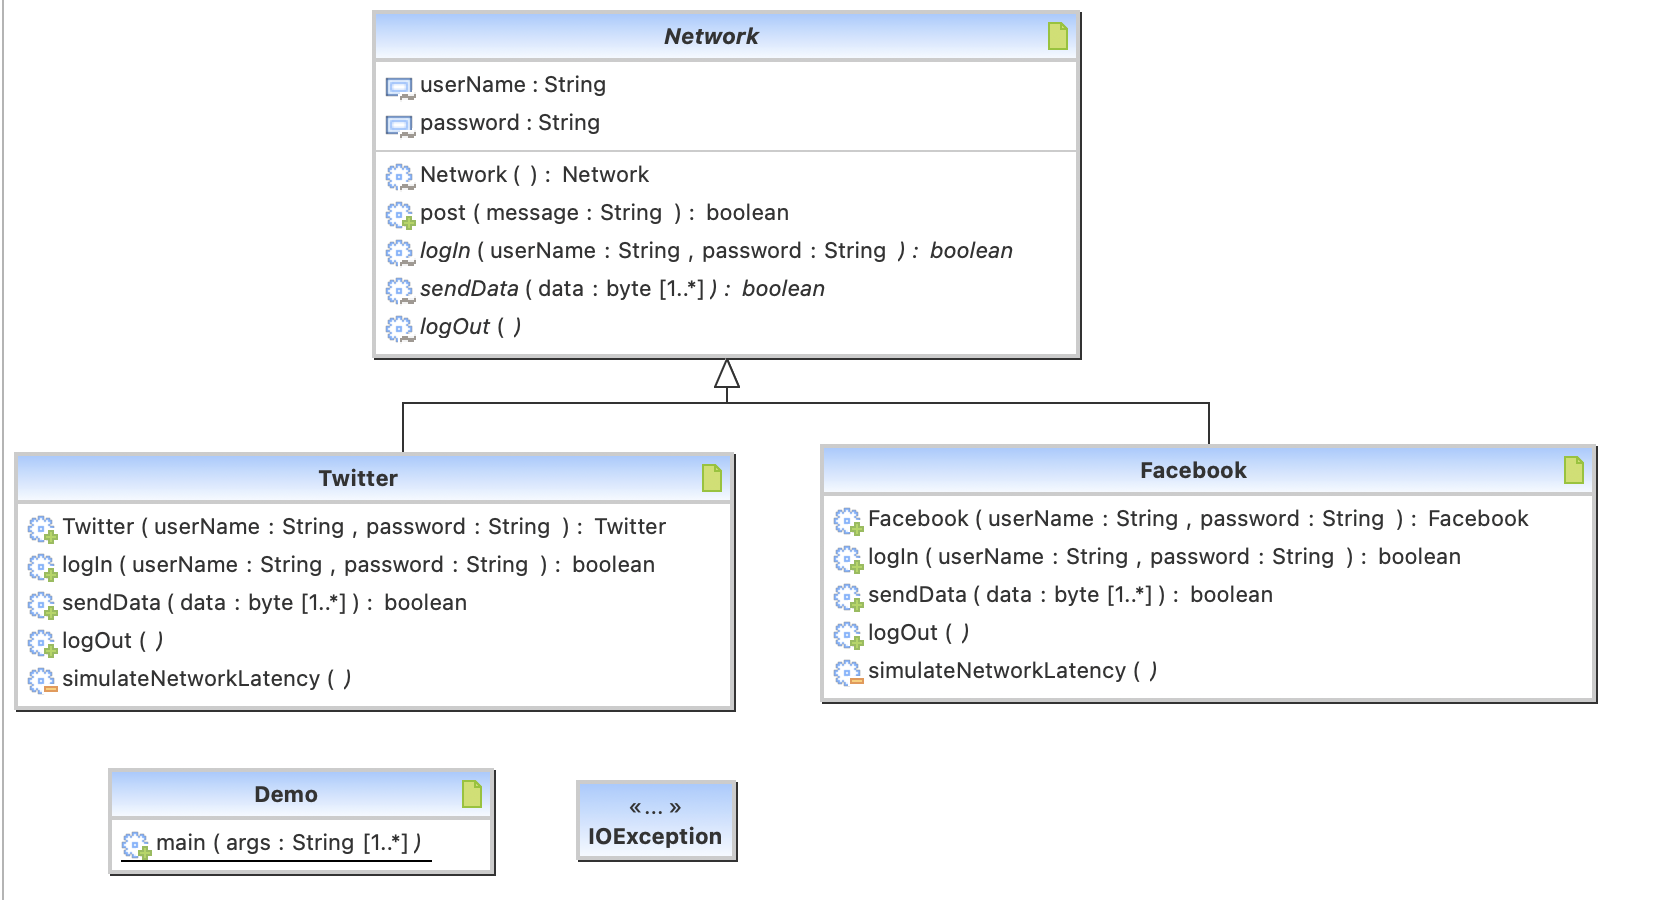 Network
userName : String
password : String
Network ( ) : Network
post ( message : String ) : boolean
logIn ( userName : String , password : String ) : boolean
sendData ( data : byte [1..*] ) : boolean
logOut ( )
Twitter
Twitter ( userName : String , password : String ) : Twitter
logIn ( userName : String , password : String ) : boolean
sendData ( data : byte [1..*] ) : boolean
logOut ( )
simulateNetworkLatency ( )
Facebook
Facebook ( userName : String , password : String ) : Facebook
logIn ( userName : String , password : String ) : boolean
sendData ( data : byte [1..*] ) : boolean
logOut ( )
simulateNetworkLatency ( )
Demo
main ( args : String [1..*] )
«... »
IOException